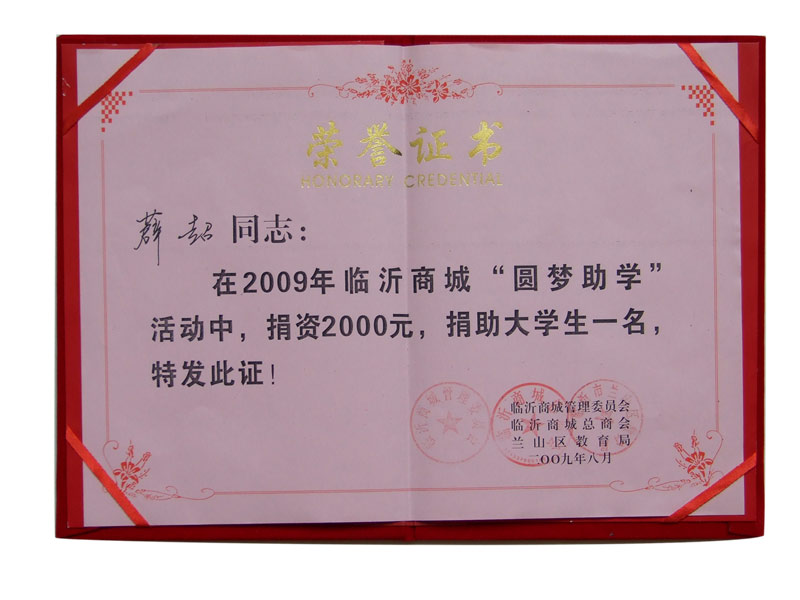 荣誉证书
HONORARY CREDENTIAL
薛超同志：
在2009年临沂商城“圆梦助学”
活动中，捐资2000元，捐助大学生一名，
特发此证！
临沂商城管理委员会
临沂商城总商会
兰山区教育局
二〇〇九年八月